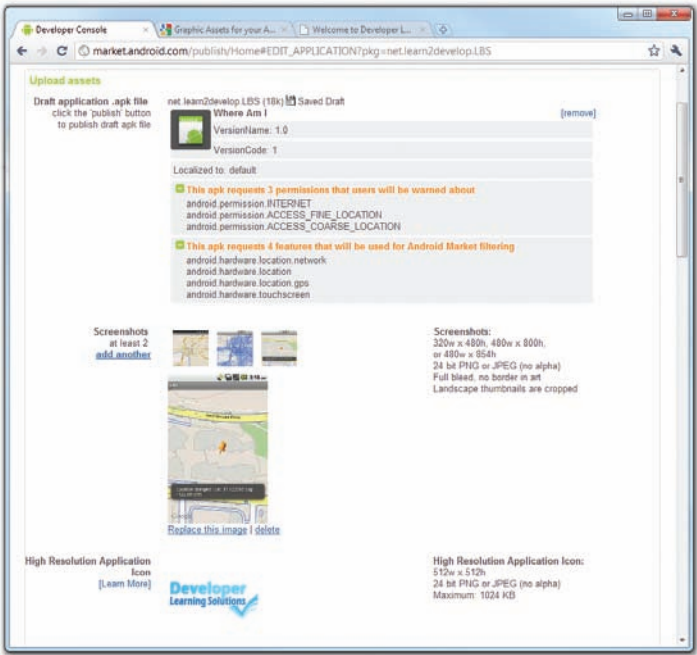 Developer Console
Graphic Assets for your A...
Welcome to Developer L...
market.android.com/publish/Home#EDIT_APPLICATION?pkg=net.learn2develop.LBS
Upload assets
Draft application .apk file
click the 'publish' button
to publish draft apk file
net.learn2develop.LBS (18k) Saved Draft
Where Am I
[remove]
VersionName: 1.0
VersionCode: 1
Localized to: default
This apk requests 3 permissions that users will be warned about
android.permission.INTERNET
android.permission.ACCESS_FINE_LOCATION
android.permission.ACCESS_COARSE_LOCATION
This apk requests 4 features that will be used for Android Market filtering
android.hardware.location.network
android.hardware.location
android.hardware.location.gps
android.hardware.touchscreen
Screenshots
at least 2
add another
Replace this image | delete
Screenshots:
320w x 480h, 480w x 800h,
or 480w x 854h
24 bit PNG or JPEG (no alpha)
Full bleed, no border in art
Landscape thumbnails are cropped
High Resolution Application
Icon
[Learn More]
Developer
Learning Solutions
High Resolution Application Icon:
512w x 512h
24 bit PNG or JPEG (no alpha)
Maximum: 1024 KB